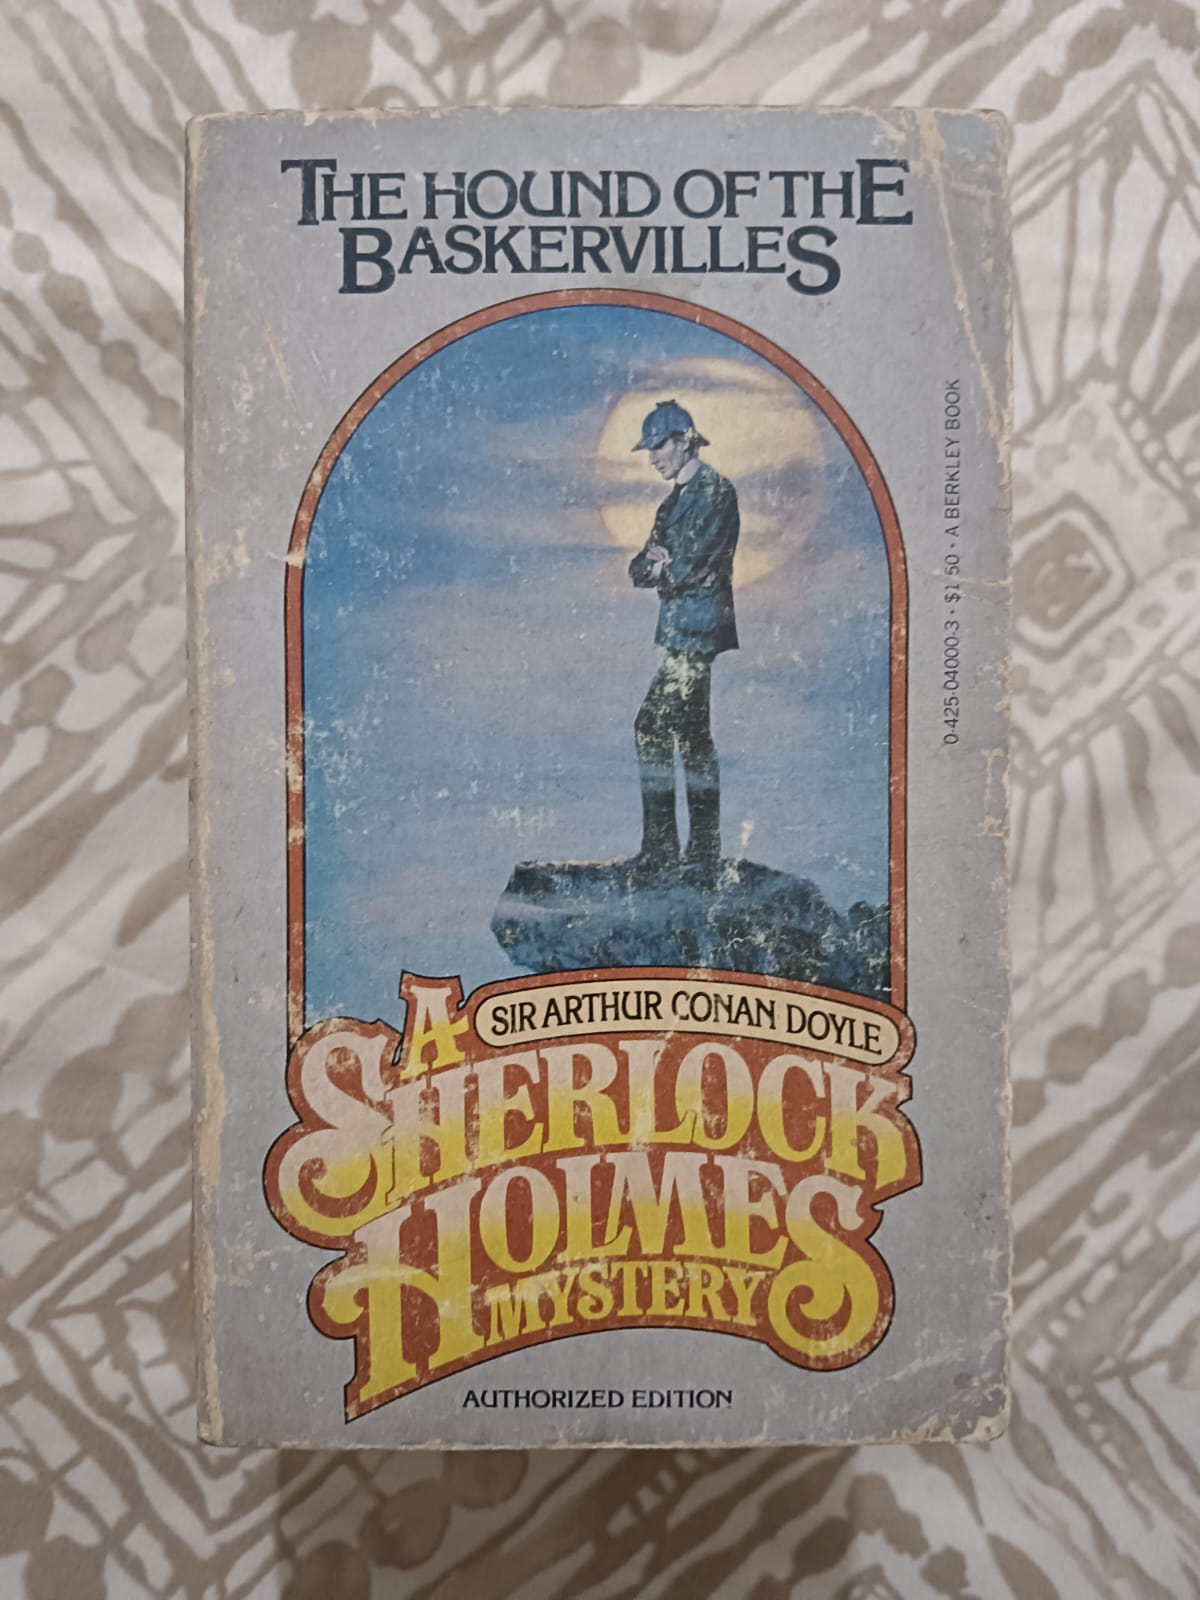 THE HOUND OF THE
BASKERVILLES
0-425-04000-3 • $1.50 • A BERKLEY BOOK
SIR ARTHUR CONAN DOYLE
A
SHERLOCK
HOLMES
MYSTERY
AUTHORIZED EDITION